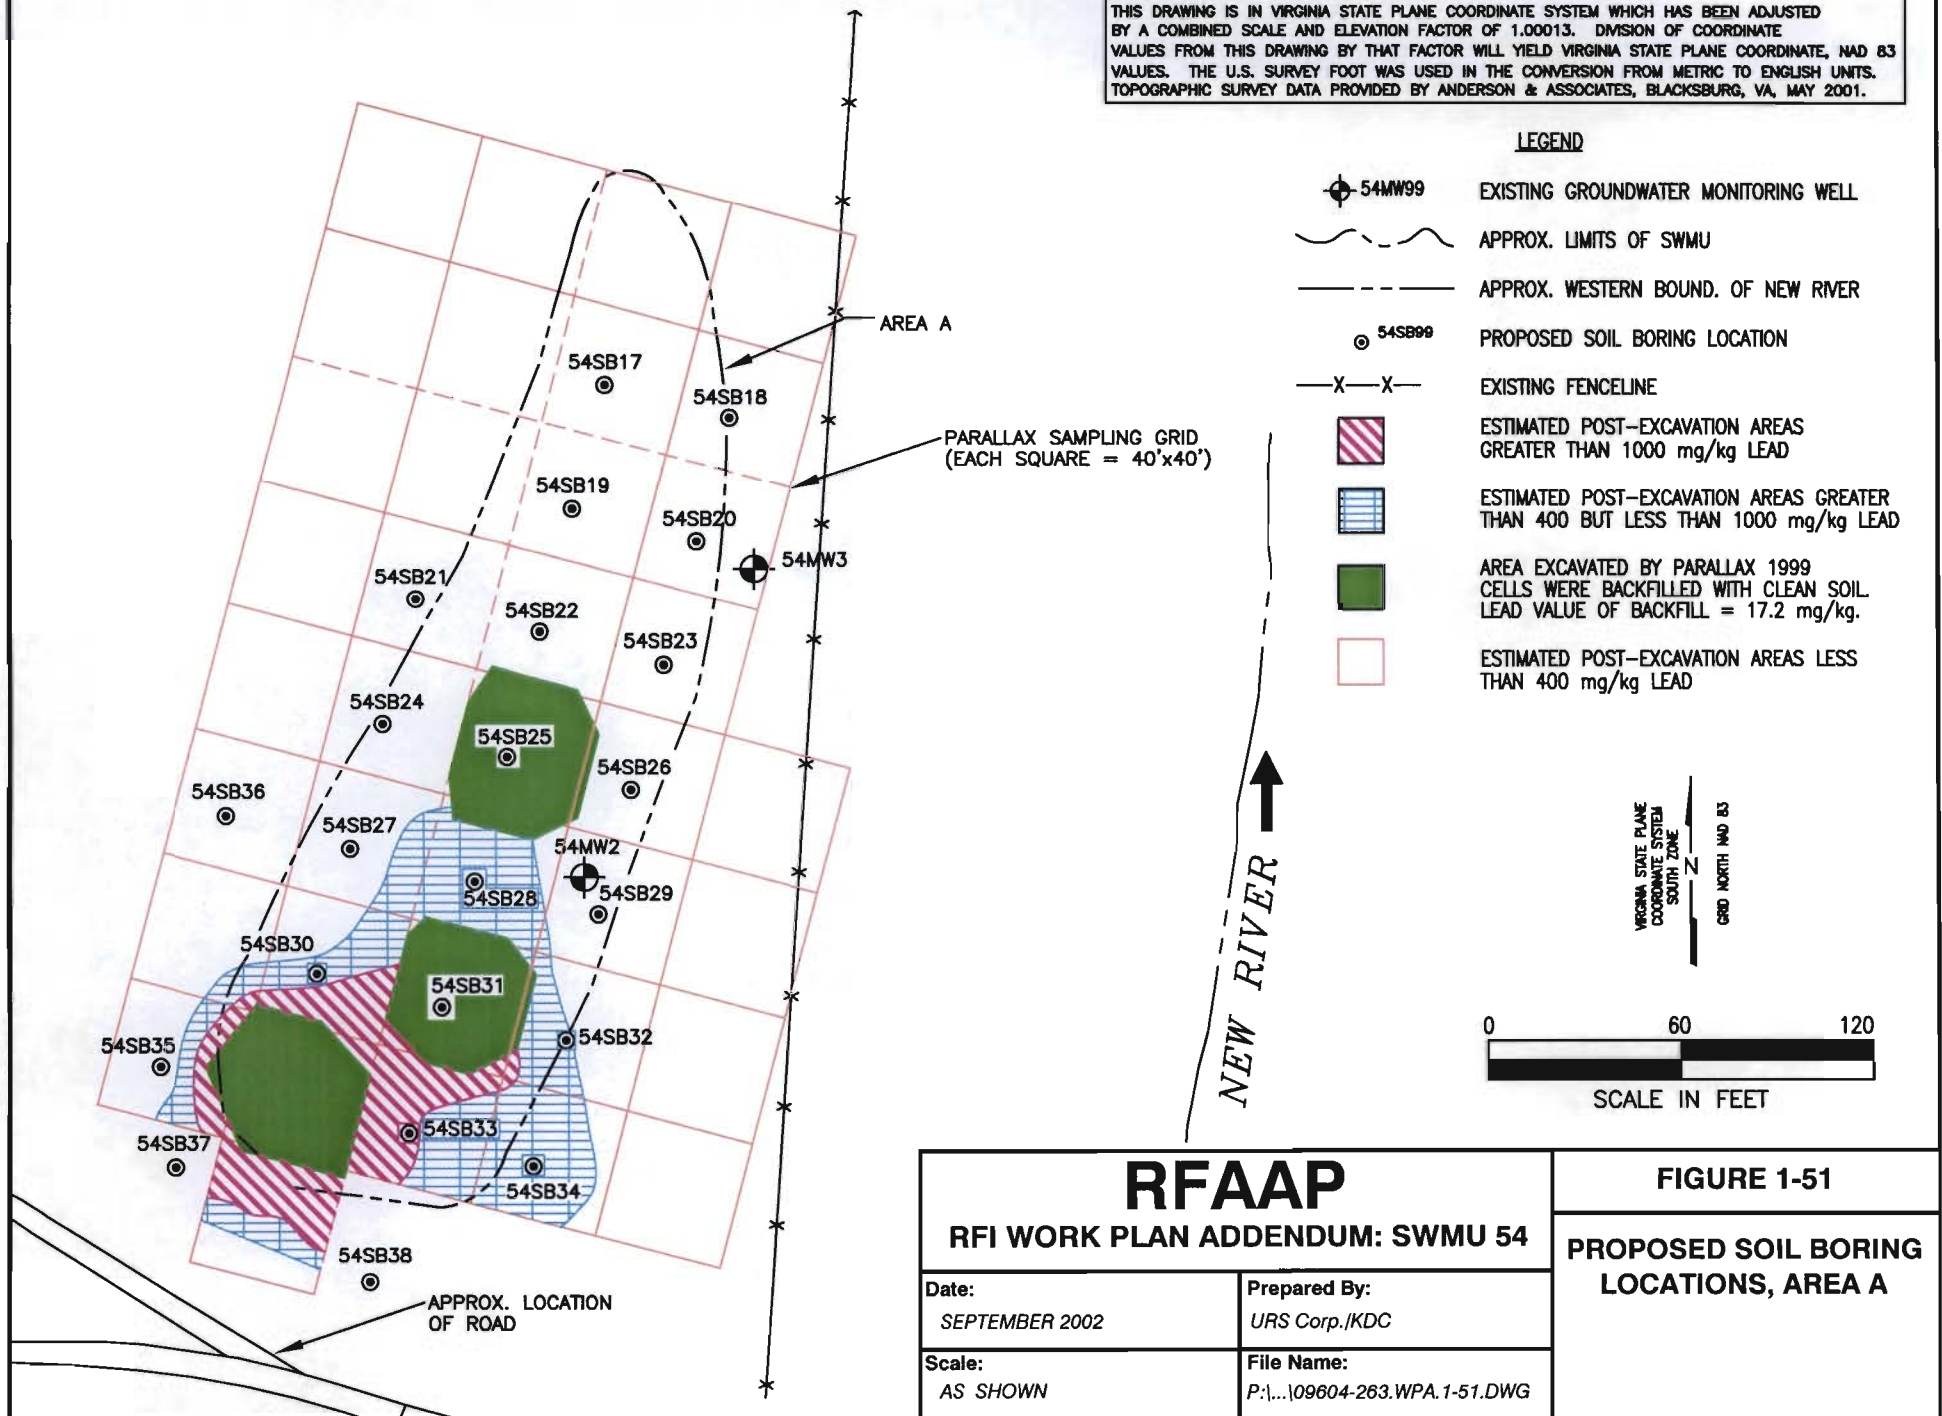 THIS DRAWING IS IN VIRGINIA STATE PLANE COORDINATE SYSTEM WHICH HAS BEEN ADJUSTED
BY A COMBINED SCALE AND ELEVATION FACTOR OF 1.00013. DIVISION OF COORDINATE
VALUES FROM THIS DRAWING BY THAT FACTOR WILL YIELD VIRGINIA STATE PLANE COORDINATE, NAD 83
VALUES. THE U.S. SURVEY FOOT WAS USED IN THE CONVERSION FROM METRIC TO ENGLISH UNITS.
TOPOGRAPHIC SURVEY DATA PROVIDED BY ANDERSON & ASSOCIATES, BLACKSBURG, VA, MAY 2001.
LEGEND
54MW99 EXISTING GROUNDWATER MONITORING WELL
APPROX. LIMITS OF SWMU
APPROX. WESTERN BOUND. OF NEW RIVER
54SB99 PROPOSED SOIL BORING LOCATION
X X EXISTING FENCELINE
ESTIMATED POST-EXCAVATION AREAS
GREATER THAN 1000 mg/kg LEAD
ESTIMATED POST-EXCAVATION AREAS GREATER
THAN 400 BUT LESS THAN 1000 mg/kg LEAD
AREA EXCAVATED BY PARALLAX 1999
CELLS WERE BACKFILLED WITH CLEAN SOIL.
LEAD VALUE OF BACKFILL = 17.2 mg/kg.
ESTIMATED POST-EXCAVATION AREAS LESS
THAN 400 mg/kg LEAD
AREA A
PARALLAX SAMPLING GRID
(EACH SQUARE = 40'x40')
54SB17
54SB18
54SB19
54SB20
54MW3
54SB21
54SB22
54SB23
54SB24
54SB25
54SB26
54SB36
54SB27
54MW2
54SB28
54SB29
54SB30
54SB31
54SB32
54SB35
54SB33
54SB37
54SB34
54SB38
APPROX. LOCATION
OF ROAD
NEW RIVER
VIRGINIA STATE PLANE
COORDINATE SYSTEM
SOUTH ZONE
N
GRID NORTH NAD 83
0 60 120
SCALE IN FEET
RFAAP
RFI WORK PLAN ADDENDUM: SWMU 54
Date:
SEPTEMBER 2002
Prepared By:
URS Corp./KDC
Scale:
AS SHOWN
File Name:
P:\...\09604-263.WPA.1-51.DWG
FIGURE 1-51
PROPOSED SOIL BORING
LOCATIONS, AREA A